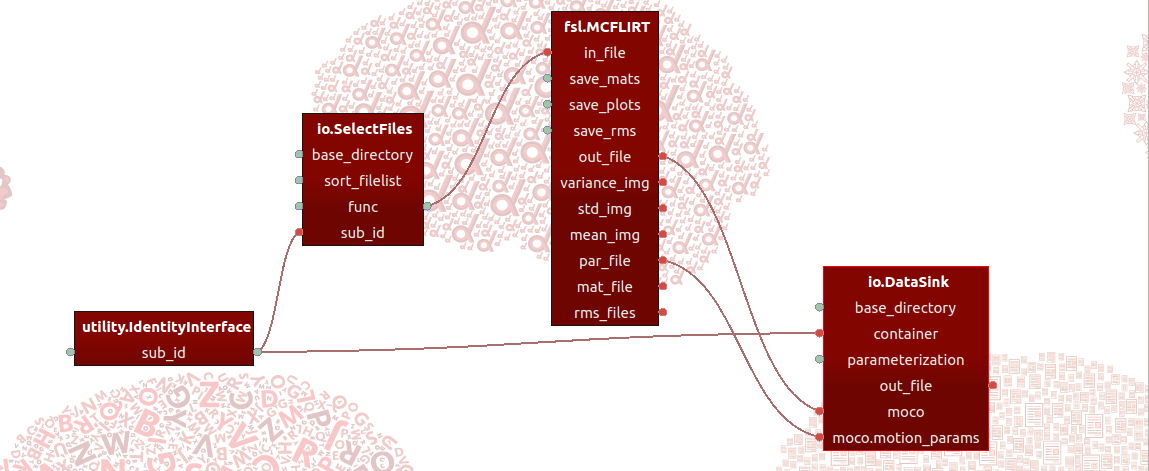 utility.IdentityInterface
sub_id
io.SelectFiles
base_directory
sort_filelist
func
sub_id
fsl.MCFLIRT
in_file
save_mats
save_plots
save_rms
out_file
variance_img
std_img
mean_img
par_file
mat_file
rms_files
io.DataSink
base_directory
container
parameterization
out_file
moco
moco.motion_params